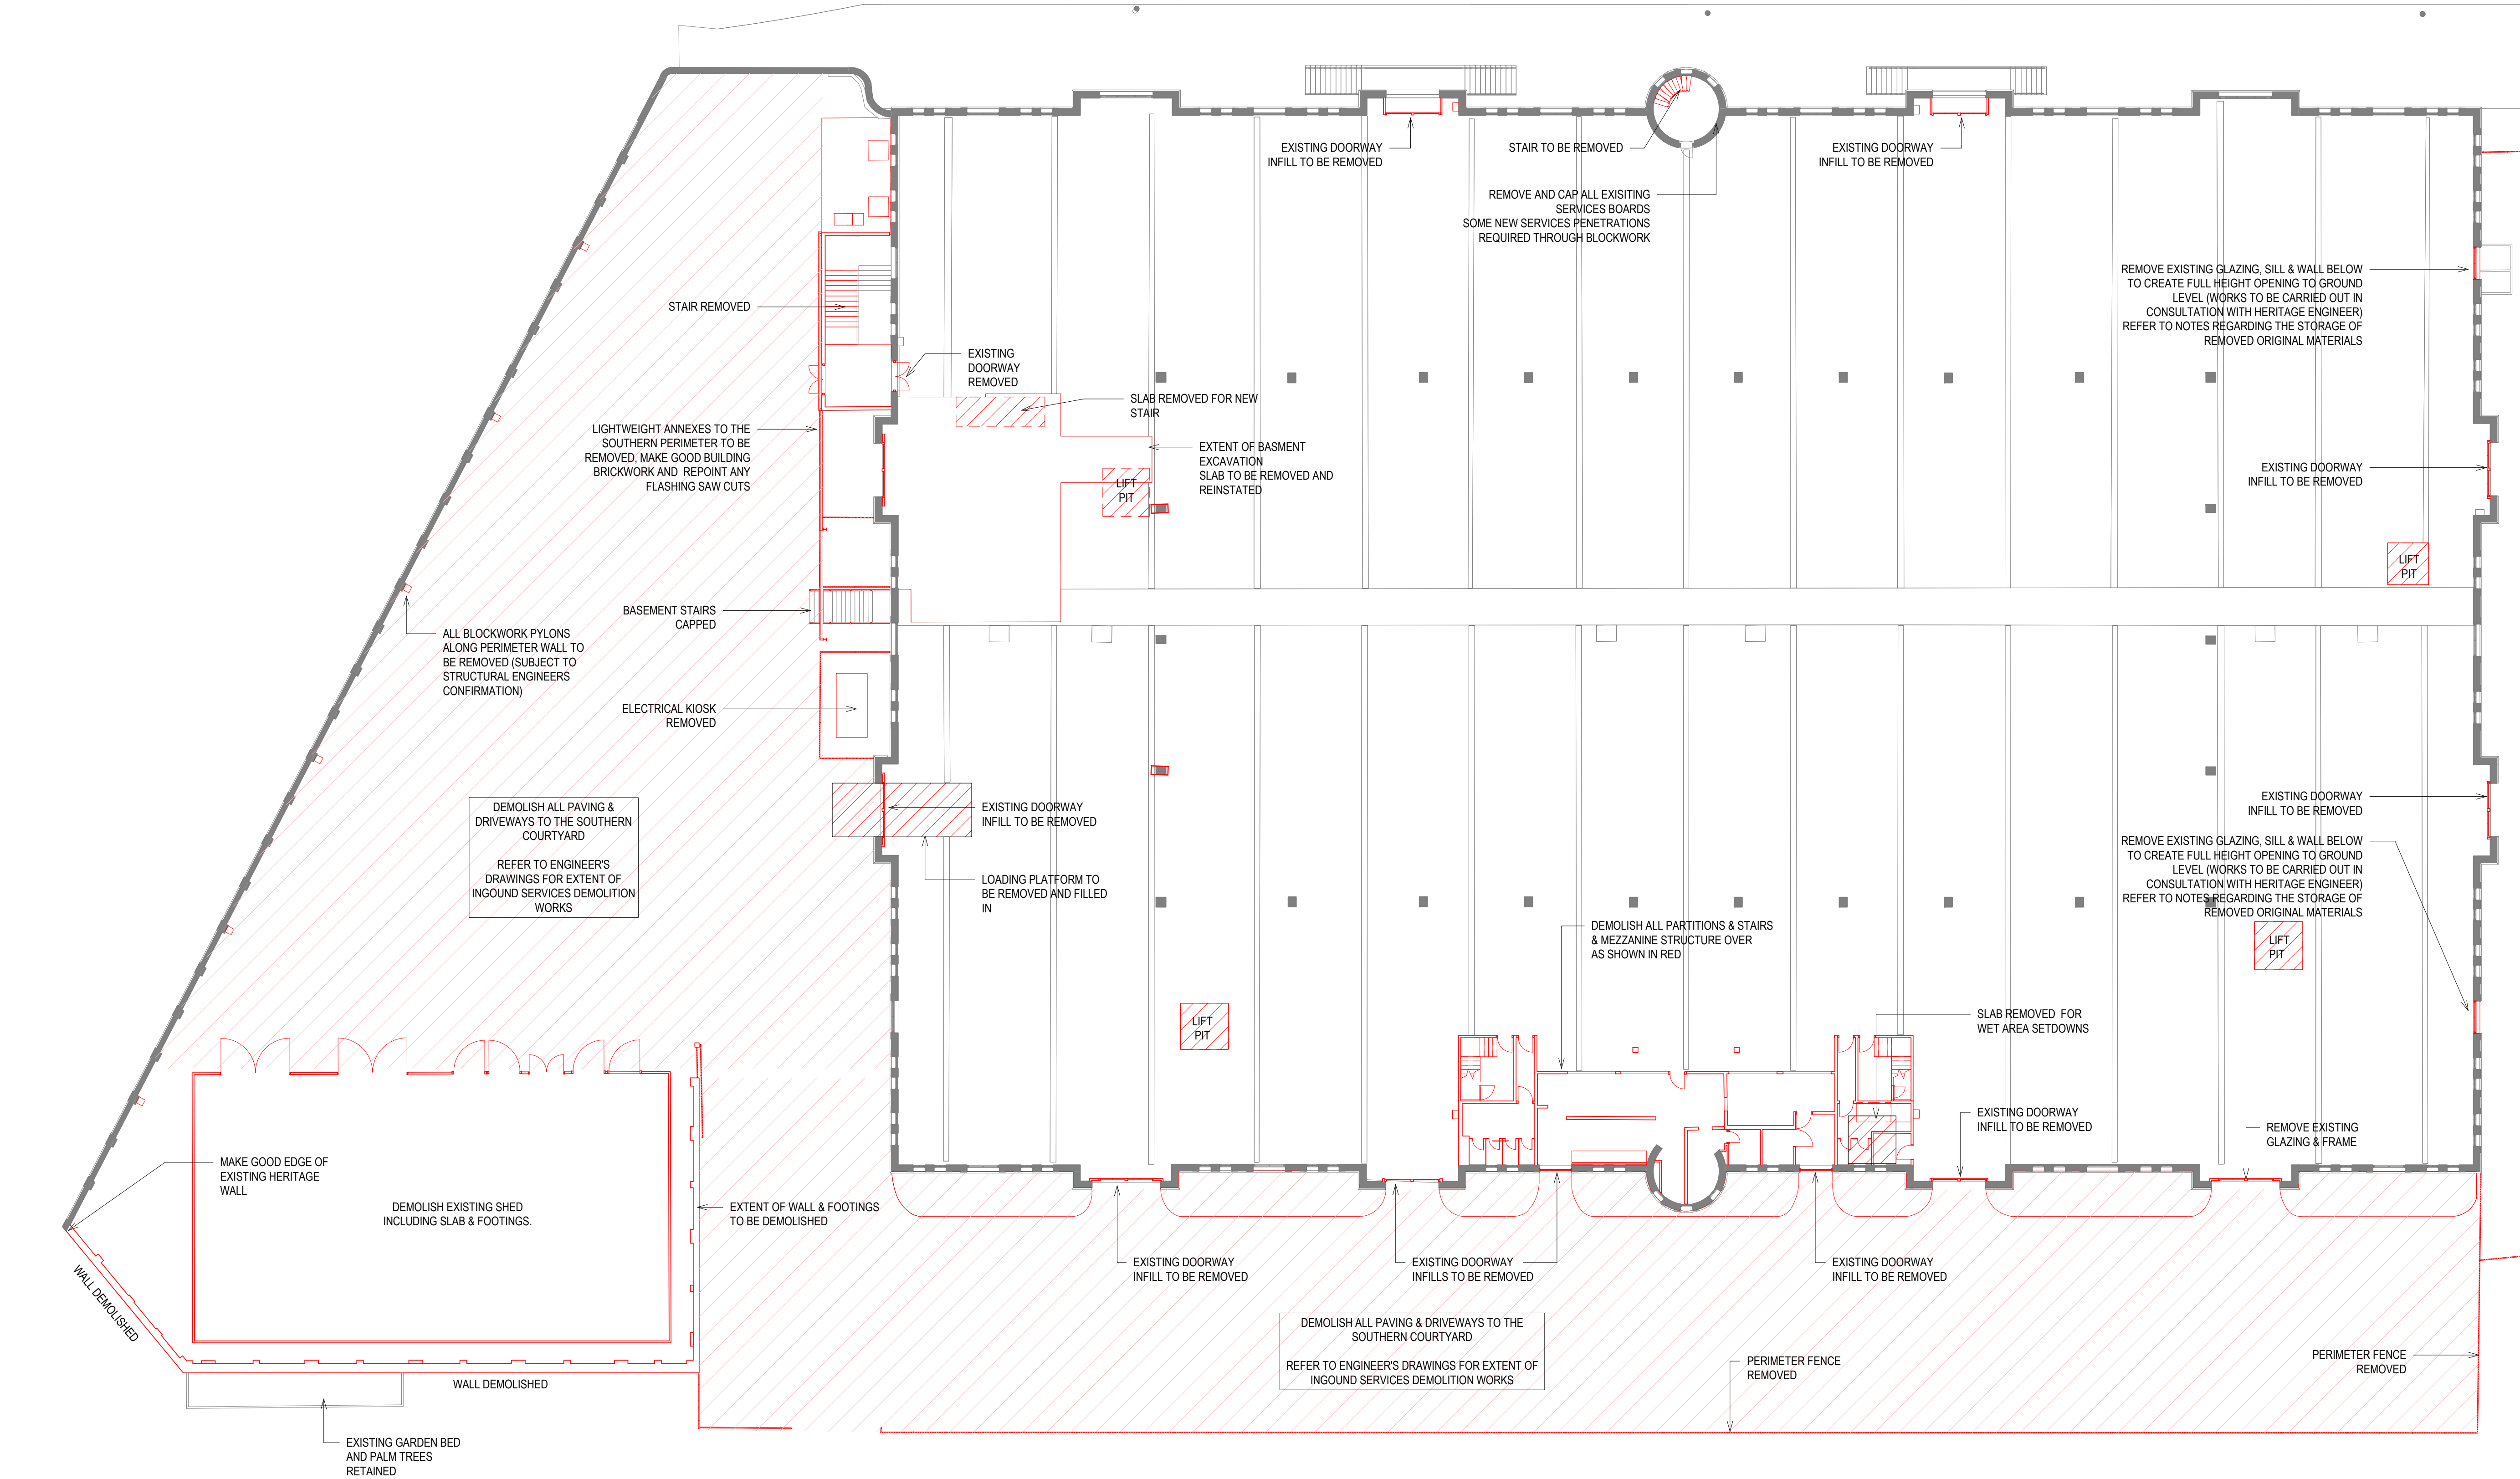 EXISTING DOORWAY
INFILL TO BE REMOVED
STAIR TO BE REMOVED
EXISTING DOORWAY
INFILL TO BE REMOVED
REMOVE AND CAP ALL EXISITING
SERVICES BOARDS
SOME NEW SERVICES PENETRATIONS
REQUIRED THROUGH BLOCKWORK
REMOVE EXISTING GLAZING, SILL & WALL BELOW
TO CREATE FULL HEIGHT OPENING TO GROUND
LEVEL (WORKS TO BE CARRIED OUT IN
CONSULTATION WITH HERITAGE ENGINEER)
REFER TO NOTES REGARDING THE STORAGE OF
REMOVED ORIGINAL MATERIALS
STAIR REMOVED
EXISTING
DOORWAY
REMOVED
SLAB REMOVED FOR NEW
STAIR
LIGHTWEIGHT ANNEXES TO THE
SOUTHERN PERIMETER TO BE
REMOVED, MAKE GOOD BUILDING
BRICKWORK AND REPOINT ANY
FLASHING SAW CUTS
EXTENT OF BASMENT
EXCAVATION
SLAB TO BE REMOVED AND
REINSTATED
LIFT
PIT
EXISTING DOORWAY
INFILL TO BE REMOVED
LIFT
PIT
BASEMENT STAIRS
CAPPED
ALL BLOCKWORK PYLONS
ALONG PERIMETER WALL TO
BE REMOVED (SUBJECT TO
STRUCTURAL ENGINEERS
CONFIRMATION)
ELECTRICAL KIOSK
REMOVED
DEMOLISH ALL PAVING &
DRIVEWAYS TO THE SOUTHERN
COURTYARD
REFER TO ENGINEER'S
DRAWINGS FOR EXTENT OF
INGOUND SERVICES DEMOLITION
WORKS
EXISTING DOORWAY
INFILL TO BE REMOVED
LOADING PLATFORM TO
BE REMOVED AND FILLED
IN
EXISTING DOORWAY
INFILL TO BE REMOVED
REMOVE EXISTING GLAZING, SILL & WALL BELOW
TO CREATE FULL HEIGHT OPENING TO GROUND
LEVEL (WORKS TO BE CARRIED OUT IN
CONSULTATION WITH HERITAGE ENGINEER)
REFER TO NOTES REGARDING THE STORAGE OF
REMOVED ORIGINAL MATERIALS
DEMOLISH ALL PARTITIONS & STAIRS
& MEZZANINE STRUCTURE OVER
AS SHOWN IN RED
LIFT
PIT
LIFT
PIT
SLAB REMOVED FOR
WET AREA SETDOWNS
EXISTING DOORWAY
INFILL TO BE REMOVED
REMOVE EXISTING
GLAZING & FRAME
MAKE GOOD EDGE OF
EXISTING HERITAGE
WALL
DEMOLISH EXISTING SHED
INCLUDING SLAB & FOOTINGS.
EXTENT OF WALL & FOOTINGS
TO BE DEMOLISHED
WALL DEMOLISHED
EXISTING DOORWAY
INFILL TO BE REMOVED
EXISTING DOORWAY
INFILLS TO BE REMOVED
EXISTING DOORWAY
INFILL TO BE REMOVED
DEMOLISH ALL PAVING & DRIVEWAYS TO THE
SOUTHERN COURTYARD
REFER TO ENGINEER'S DRAWINGS FOR EXTENT OF
INGOUND SERVICES DEMOLITION WORKS
PERIMETER FENCE
REMOVED
PERIMETER FENCE
REMOVED
WALL DEMOLISHED
EXISTING GARDEN BED
AND PALM TREES
RETAINED